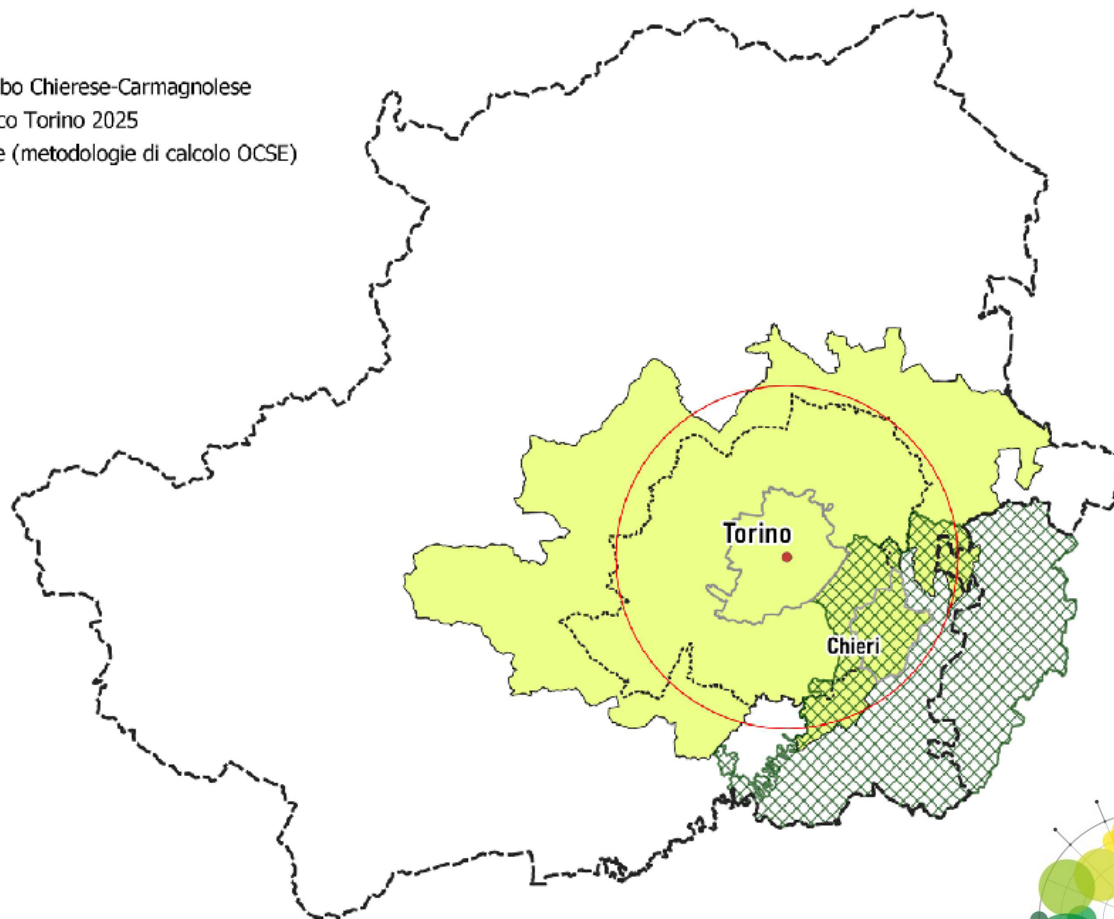 bo Chierese-Carmagnolese
co Torino 2025
e (metodologie di calcolo OCSE)
Torino
Chieri